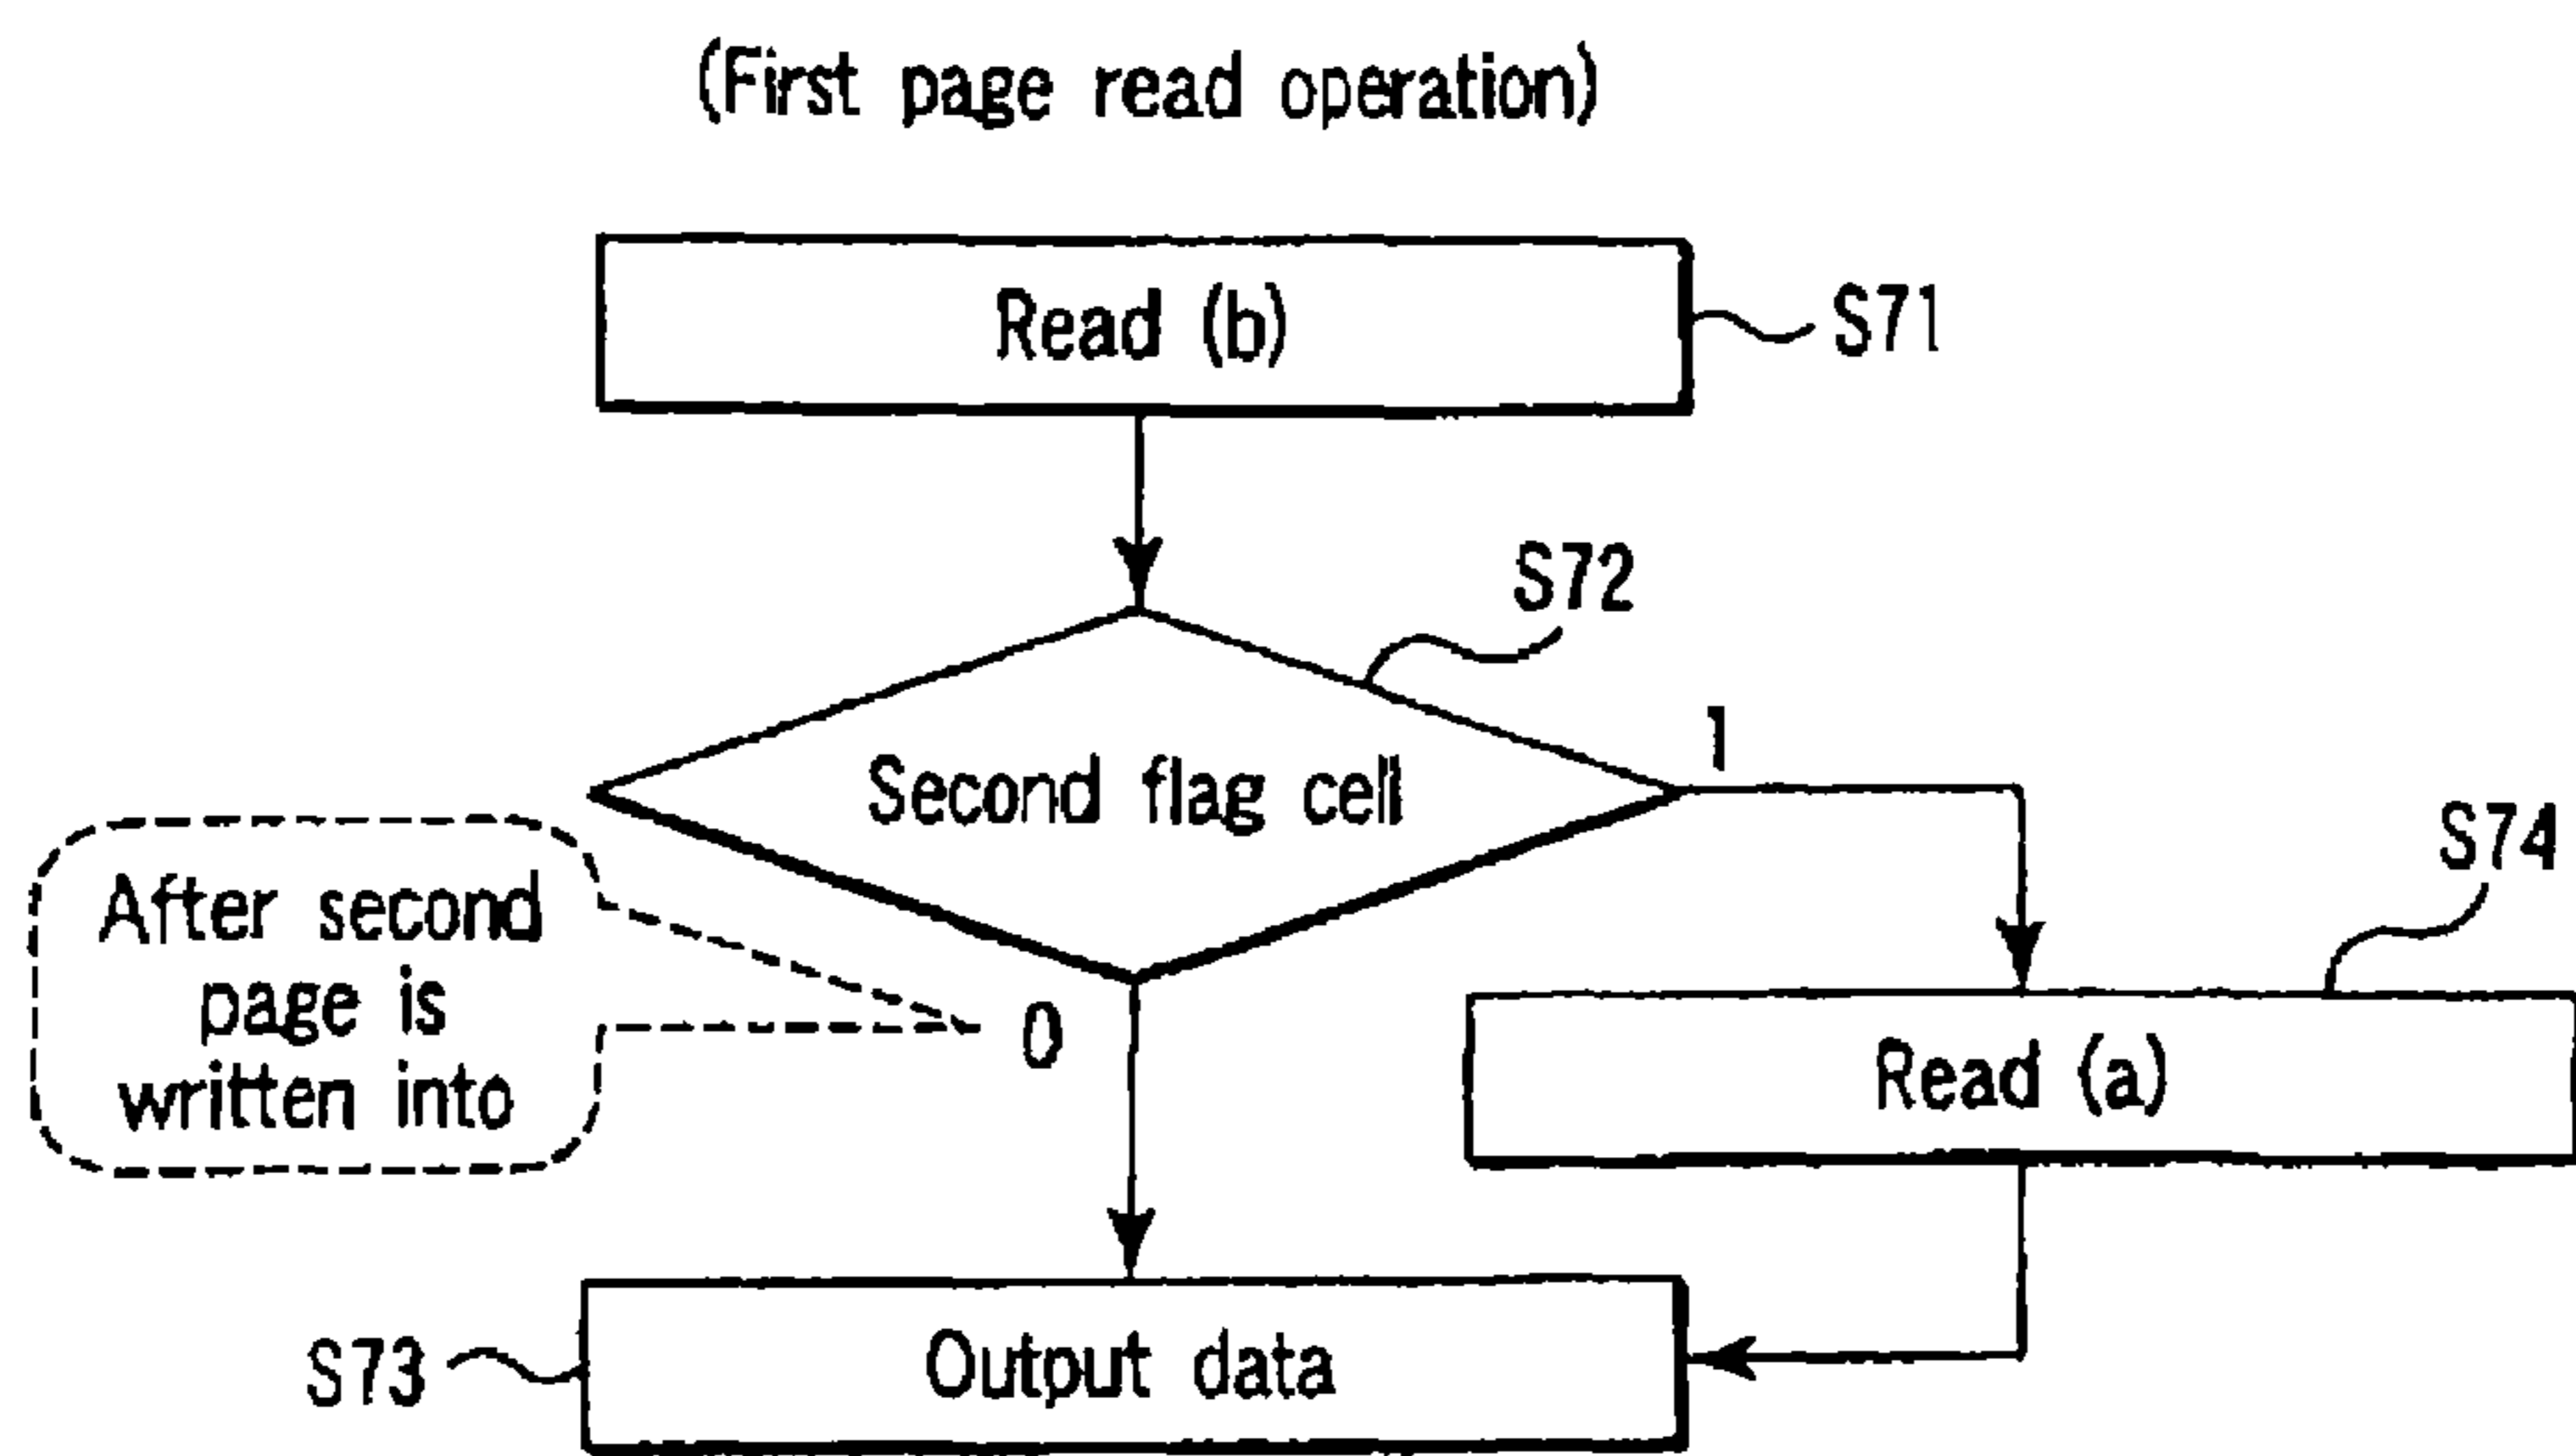 (First page read operation)
Read (b)
S71
S72
Second flag cell
1
S74
After second
page is
written into
0
Read (a)
S73
Output data